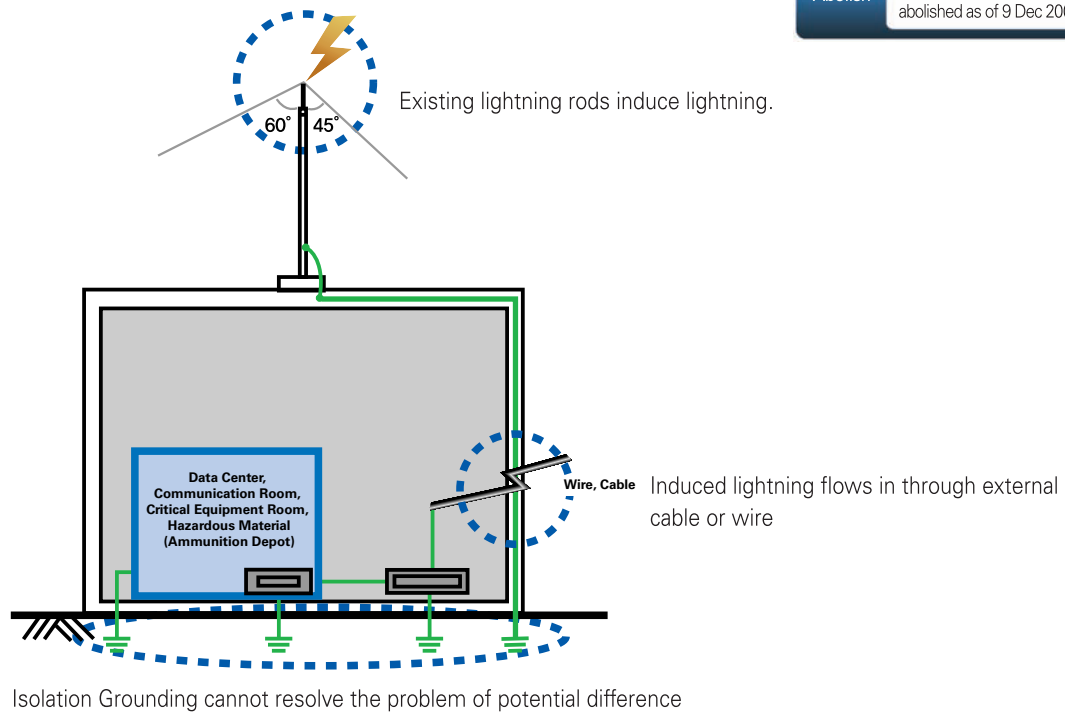 abolished as of 9 Dec
Existing lightning rods induce lightning.
60° 45°
Data Center,
Communication Room,
Critical Equipment Room,
Hazardous Material
(Ammunition Depot)
Wire, Cable
Induced lightning flows in through external
cable or wire
Isolation Grounding cannot resolve the problem of potential difference